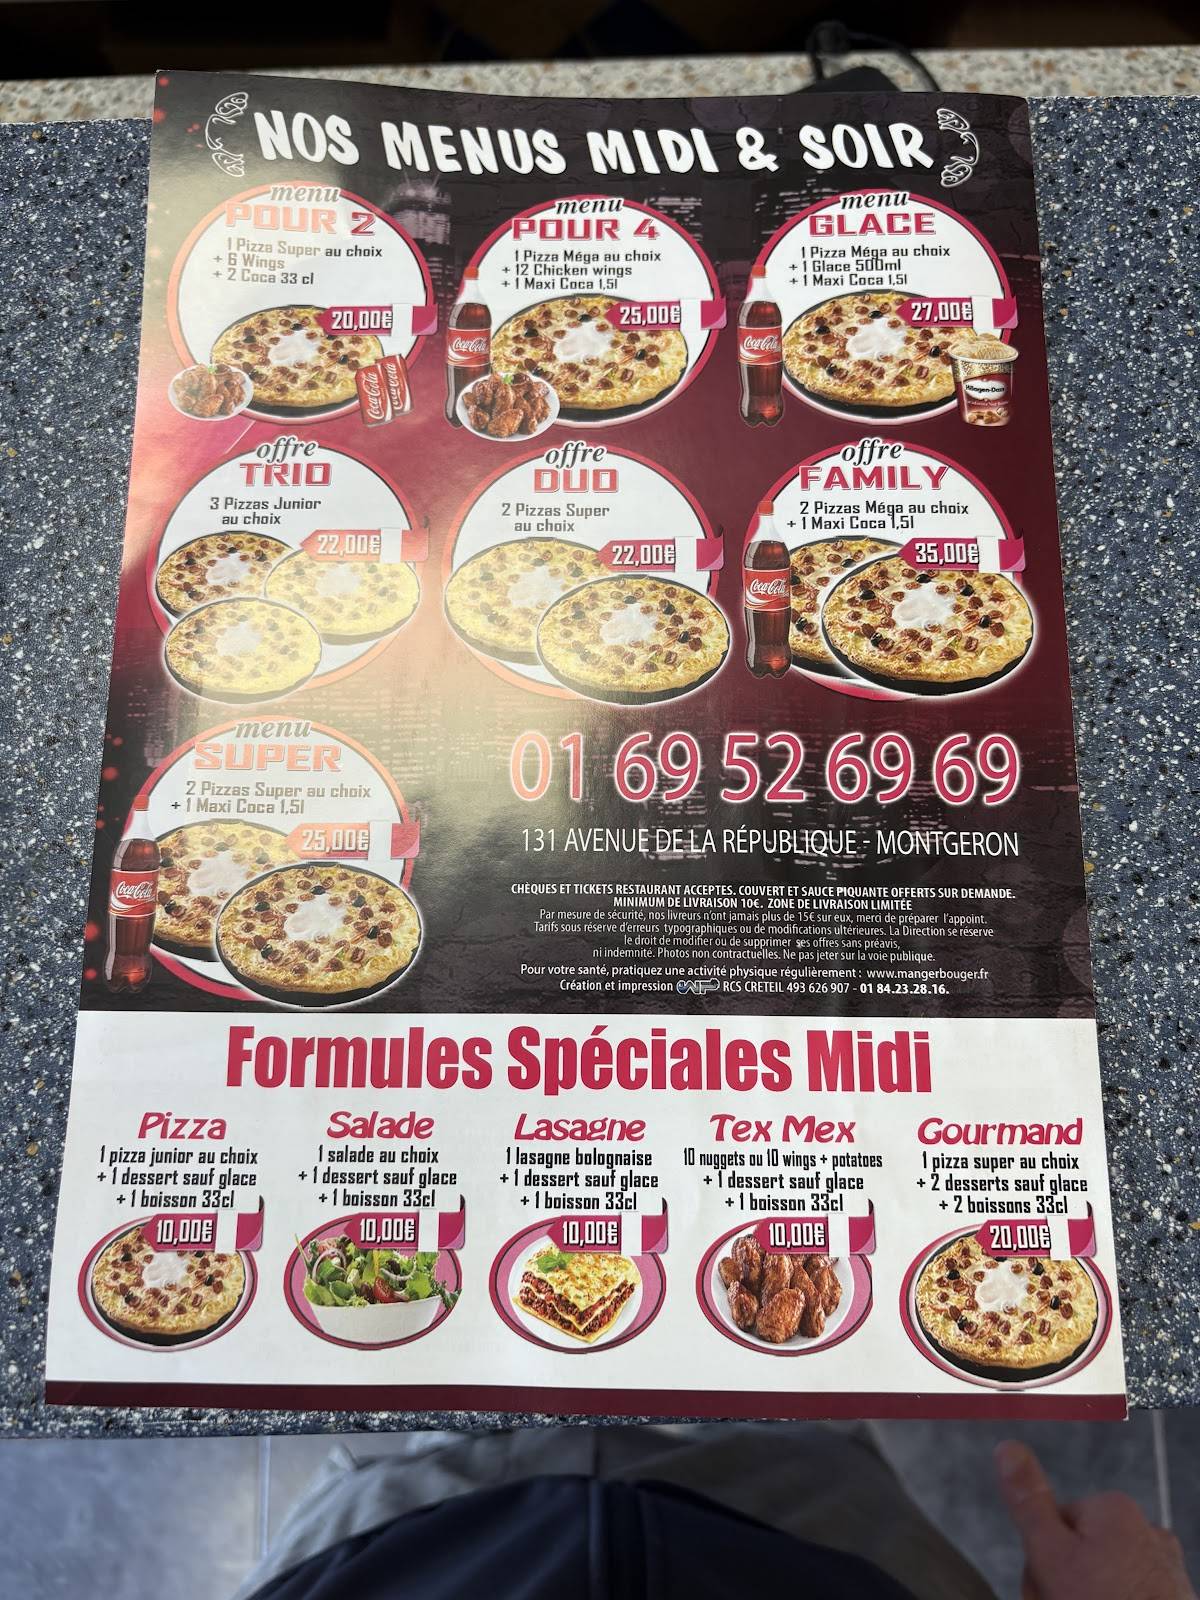 NOS MENUS MIDI & SOIR
menu
POUR 2
1 Pizza Super au choix
+ 6 Wings
+ 2 Coca 33 cl
20,00€
Coca-Cola
menu
POUR 4
1 Pizza Méga au choix
+ 12 Chicken wings
+ 1 Maxi Coca 1,5l
25,00€
Coca-Cola
menu
GLACE
1 Pizza Méga au choix
+ 1 Glace 500ml
+ 1 Maxi Coca 1,5l
27,00€
Coca-Cola
Häagen-Dazs
offre
TRIO
3 Pizzas Junior
au choix
22,00€
offre
DUO
2 Pizzas Super
au choix
22,00€
offre
FAMILY
2 Pizzas Méga au choix
+ 1 Maxi Coca 1,5l
35,00€
Coca-Cola
menu
SUPER
2 Pizzas Super au choix
+ 1 Maxi Coca 1,5l
25,00€
Coca-Cola
01 69 52 69 69
131 AVENUE DE LA RÉPUBLIQUE - MONTGERON
CHÈQUES ET TICKETS RESTAURANT ACCEPTES. COUVERT ET SAUCE PIQUANTE OFFERTS SUR DEMANDE.
MINIMUM DE LIVRAISON 10€. ZONE DE LIVRAISON LIMITÉE
Par mesure de sécurité, nos livreurs n'ont jamais plus de 15€ sur eux, merci de préparer l'appoint.
Tarifs sous réserve d'erreurs typographiques ou de modifications ultérieures. La Direction se réserve
le droit de modifier ou de supprimer ses offres sans préavis,
ni indemnité. Photos non contractuelles. Ne pas jeter sur la voie publique.
Pour votre santé, pratiquez une activité physique régulièrement : www.mangerbouger.fr
Création et impression RCS CRETEIL 493 626 907 - 01 84.23.28.16.
Formules Spéciales Midi
Pizza
1 pizza junior au choix
+ 1 dessert sauf glace
+ 1 boisson 33cl
10,00€
Salade
1 salade au choix
+ 1 dessert sauf glace
+ 1 boisson 33cl
10,00€
Lasagne
1 lasagne bolognaise
+ 1 dessert sauf glace
+ 1 boisson 33cl
10,00€
Tex Mex
10 nuggets ou 10 wings + potatoes
+ 1 dessert sauf glace
+ 1 boisson 33cl
10,00€
Gourmand
1 pizza super au choix
+ 2 desserts sauf glace
+ 2 boissons 33cl
20,00€